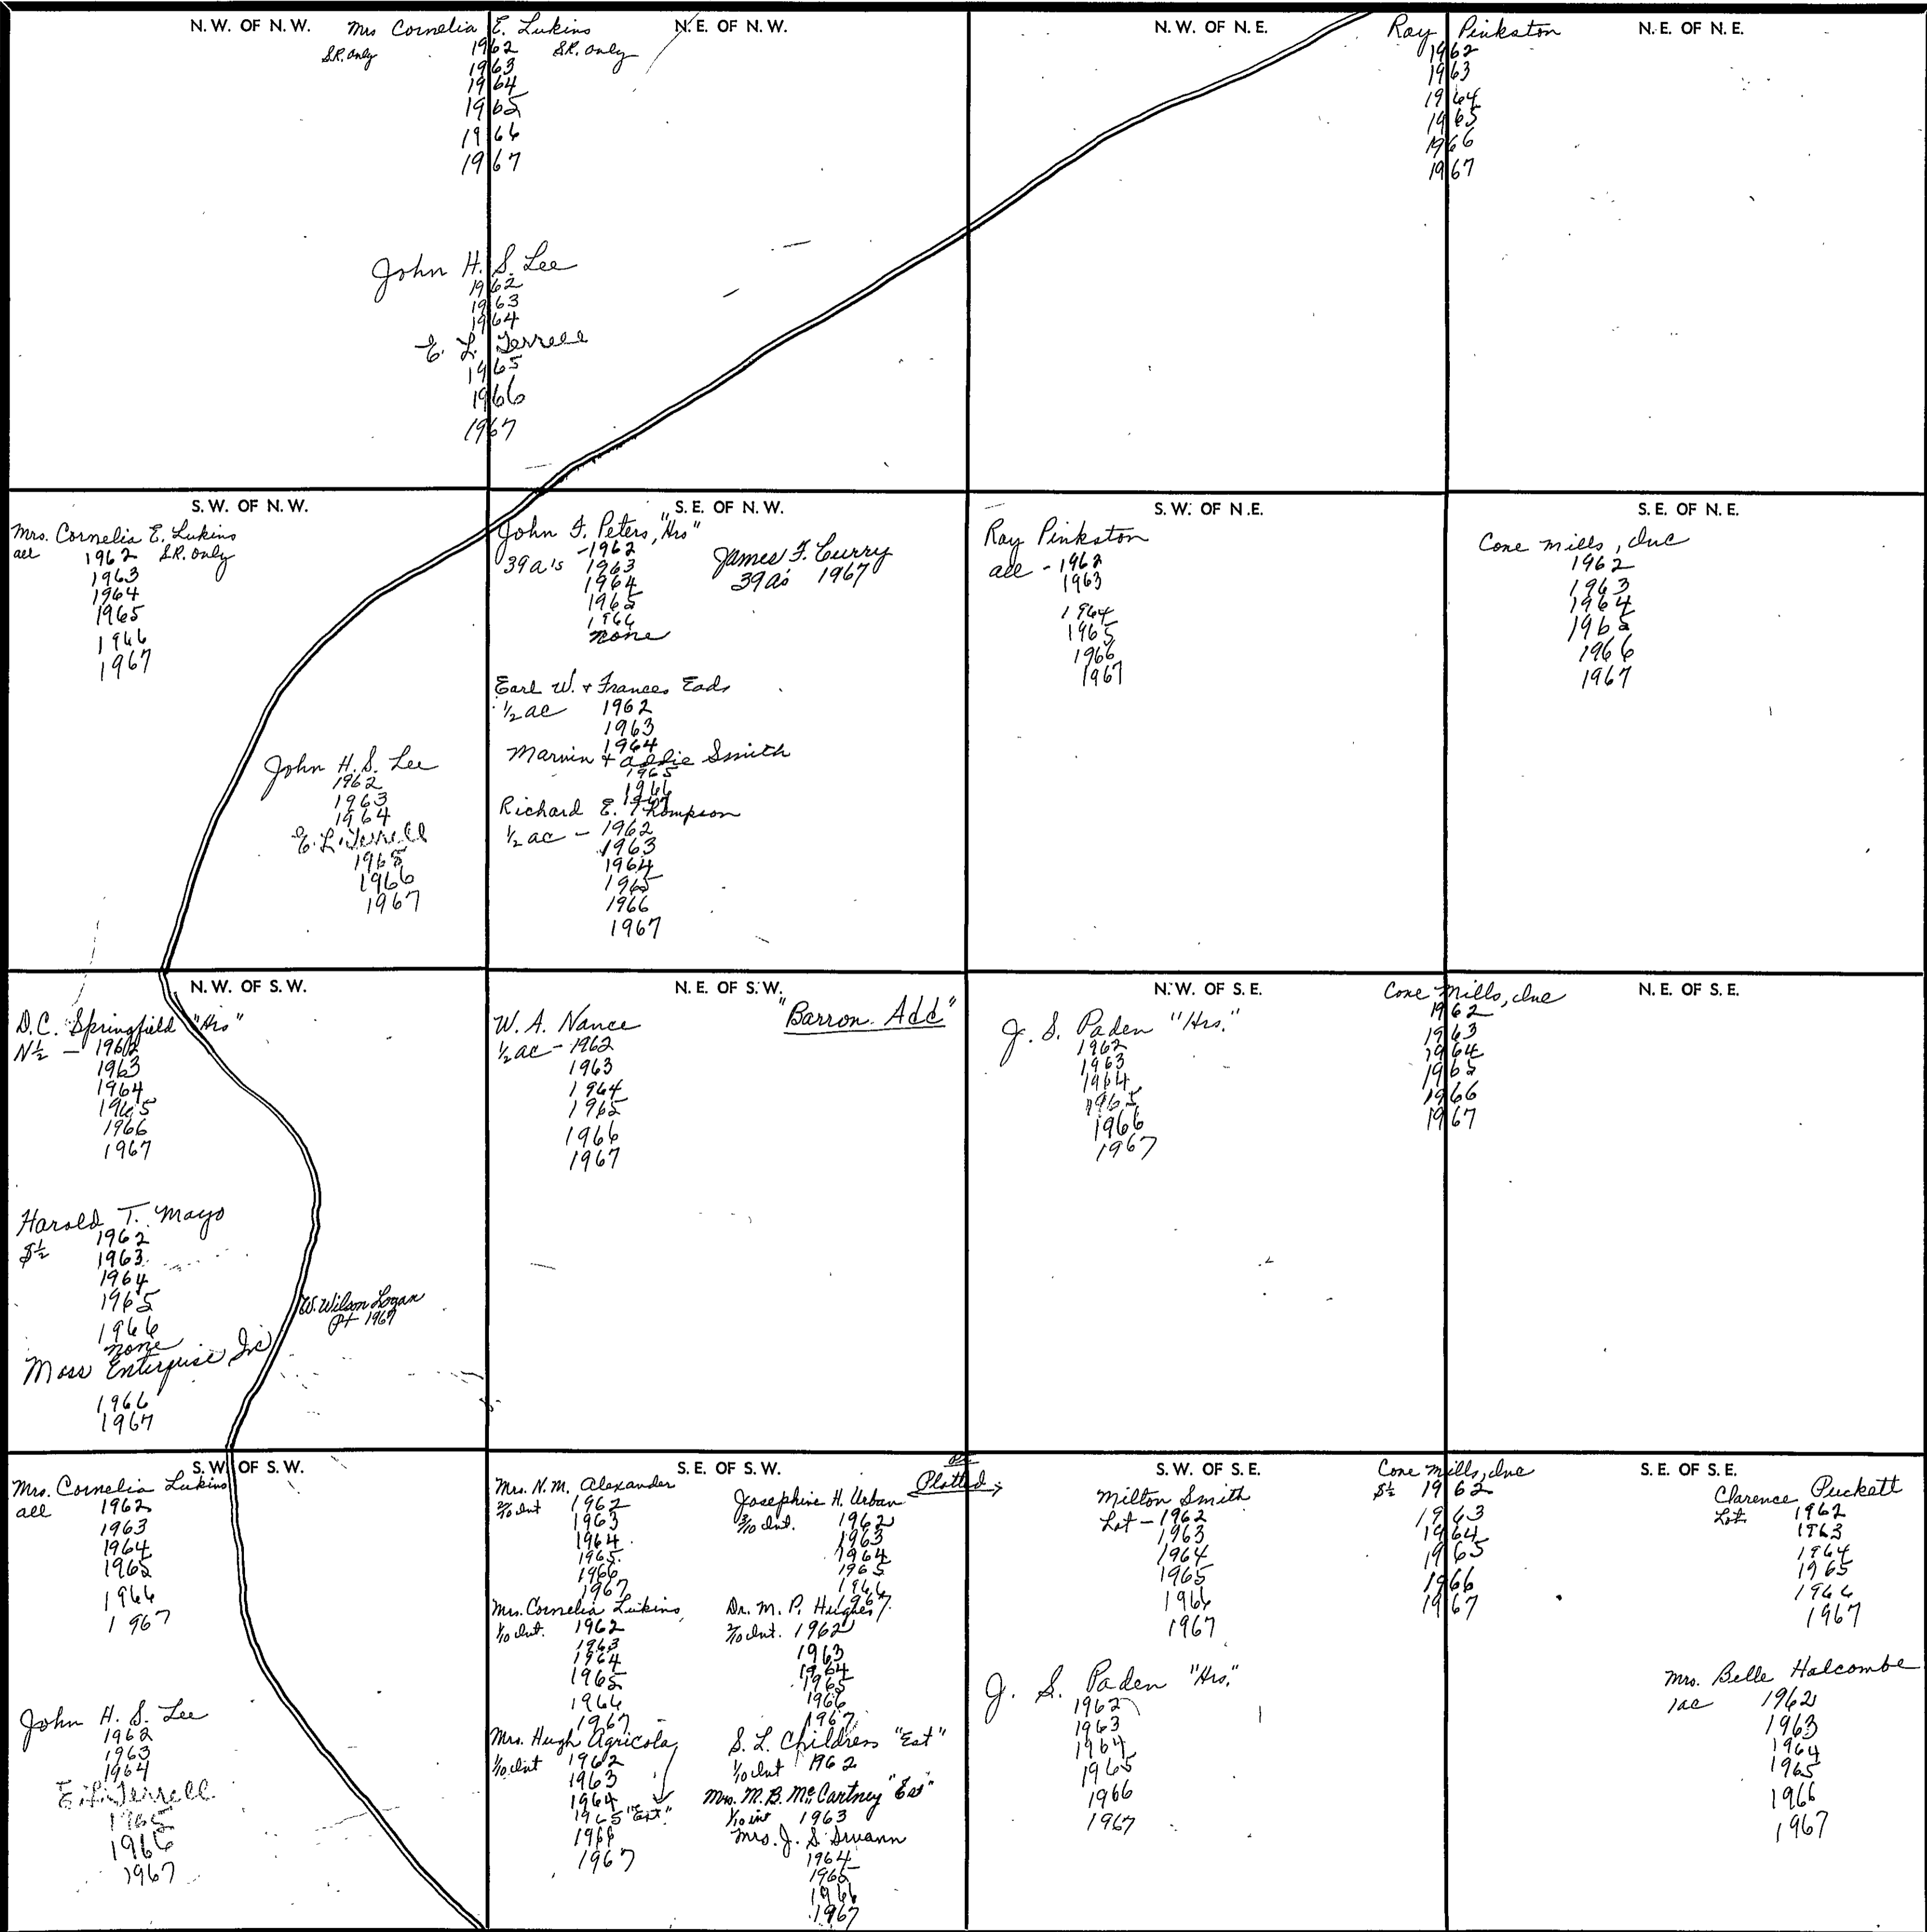 N.W. OF N.W.
Mrs Cornelia E. Lukins
S.R. only
1962 S.R. only
1963
1964
1965
1966
1967
John H. S. Lee
1962
1963
1964
E. L. Terrell
1965
1966
1967
N.E. OF N.W.
N.W. OF N.E.
Ray Pinkston
1962
1963
1964
1965
1966
1967
N.E. OF N.E.
S.W. OF N.W.
Mrs. Cornelia E. Lukins
all 1962 S.R. only
1963
1964
1965
1966
1967
John H. S. Lee
1962
1963
1964
E. L. Terrell
1965
1966
1967
S.E. OF N.W.
John F. Peters, "Hrs"
-1962
39 a's 1963
1964
1965
1966
none
James F. Curry
39 a's 1967
Earl W. + Frances Eads
1/2 ac 1962
1963
1964
Marvin + Addie Smith
1965
1966
1967
Richard E. Thompson
1/2 ac - 1962
1963
1964
1965
1966
1967
S.W. OF N.E.
Ray Pinkston
all - 1962
1963
1964
1965
1966
1967
S.E. OF N.E.
Cone Mills, Inc
1962
1963
1964
1965
1966
1967
N.W. OF S.W.
D.C. Springfield "Hrs"
N 1/2 - 1962
1963
1964
1965
1966
1967
Harold T. Mayo
S 1/2 1962
1963
1964
1965
1966
none
Moss Enterprise Inc
1966
1967
W. Wilson Logan
Pt 1967
N.E. OF S.W.
"Barron Add"
W. A. Nance
1/2 ac - 1962
1963
1964
1965
1966
1967
N.W. OF S.E.
J. S. Paden "Hrs."
1962
1963
1964
1965
1966
1967
Cone Mills, Inc
1962
1963
1964
1965
1966
1967
N.E. OF S.E.
S.W. OF S.W.
Mrs. Cornelia Lukins
all 1962
1963
1964
1965
1966
1967
John H. S. Lee
1962
1963
1964
E. L. Terrell
1965
1966
1967
S.E. OF S.W.
Platted
Mrs. N. M. Alexander
2/10 Int 1962
1963
1964
1965
1966
1967
Josephine H. Urban
3/10 Int. 1962
1963
1964
1965
1966
1967
Mrs. Cornelia Lukins
1/10 Int. 1962
1963
1964
1965
1966
1967
Dr. M. P. Hughes
2/10 Int. 1962
1963
1964
1965
1966
1967
Mrs. Hugh Agricola
1/10 Int 1962
1963
1964
1965 "Est"
1966
1967
S. L. Childress "Est"
1/10 Int 1962
Mrs. M. B. McCartney "Est"
1/10 int 1963
Mrs. J. S. Swann
1964
1965
1966
1967
S.W. OF S.E.
Milton Smith
Lot - 1962
1963
1964
1965
1966
1967
J. S. Paden "Hrs."
1962
1963
1964
1965
1966
1967
Cone Mills, Inc
S 1/2 1962
1963
1964
1965
1966
1967
S.E. OF S.E.
Clarence Puckett
Lot 1962
1963
1964
1965
1966
1967
Mrs. Belle Holcombe
1 ac 1962
1963
1964
1965
1966
1967